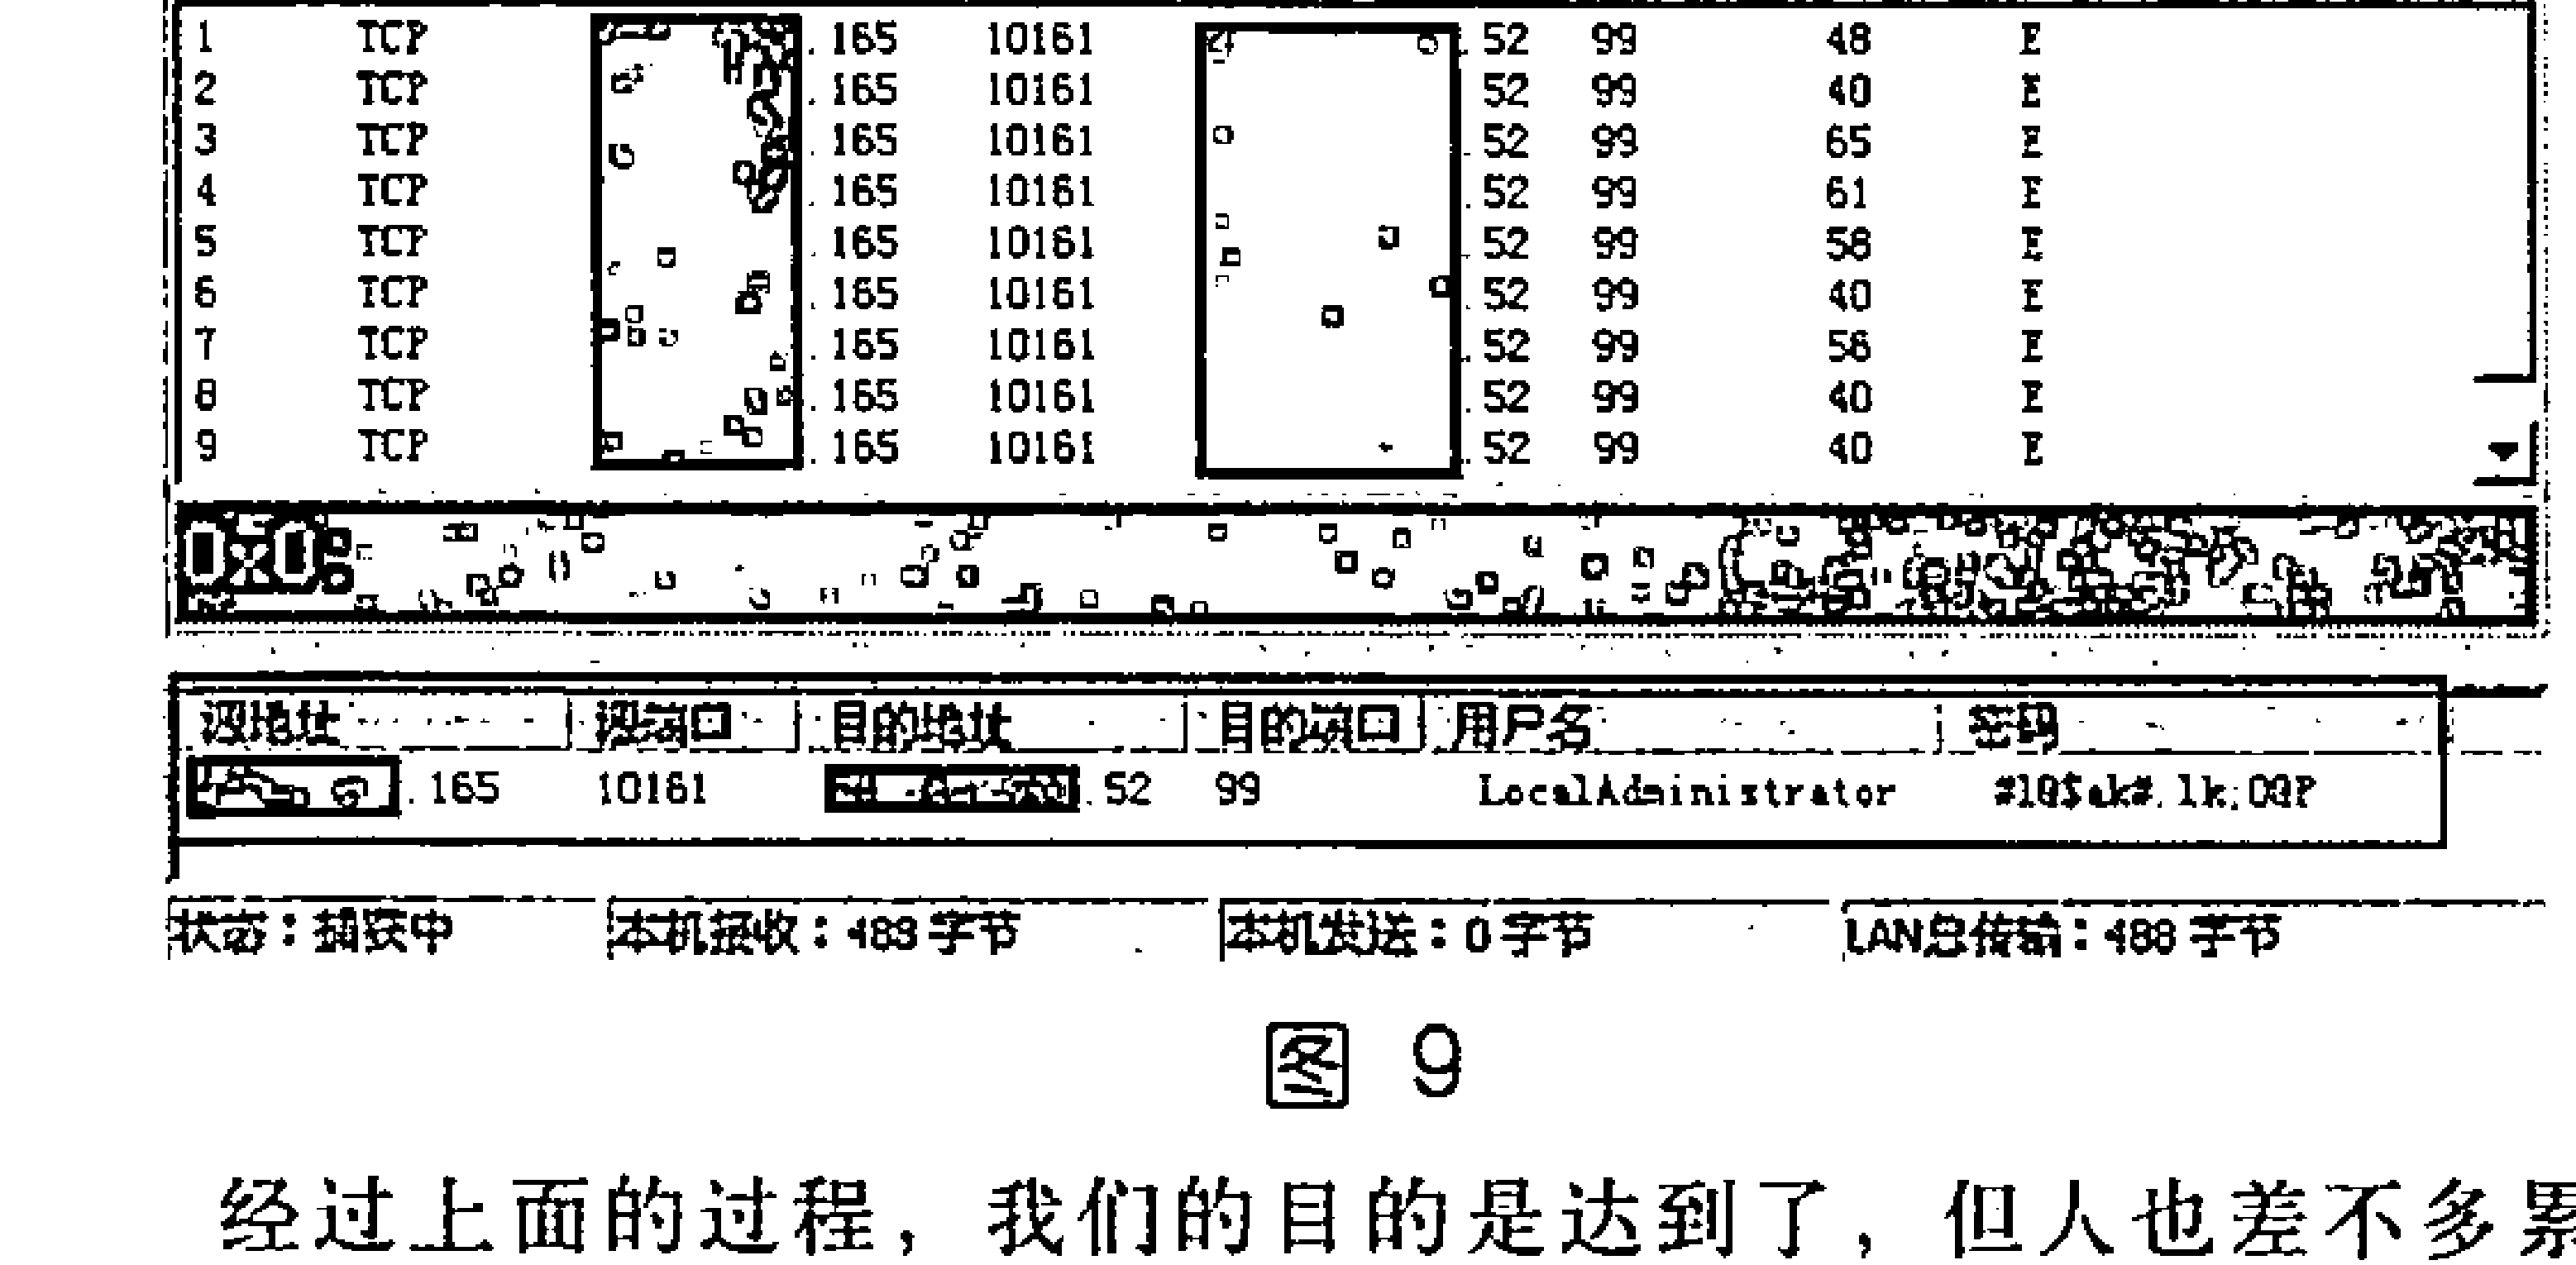 1 TCP .165 10161 .52 99 48 E
2 TCP .165 10161 .52 99 40 E
3 TCP .165 10161 .52 99 65 E
4 TCP .165 10161 .52 99 61 E
5 TCP .165 10161 .52 99 58 E
6 TCP .165 10161 .52 99 40 E
7 TCP .165 10161 .52 99 58 E
8 TCP .165 10161 .52 99 40 E
9 TCP .165 10161 .52 99 40 E
源地址 源端口 目的地址 目的端口 用户名 密码
.165 10161 .52 99 LocalAdministrator
状态：捕获中 本机接收：488 字节 本机发送：0 字节 LAN总传输：488 字节
图 9
经过上面的过程，我们的目的是达到了，但人也差不多累